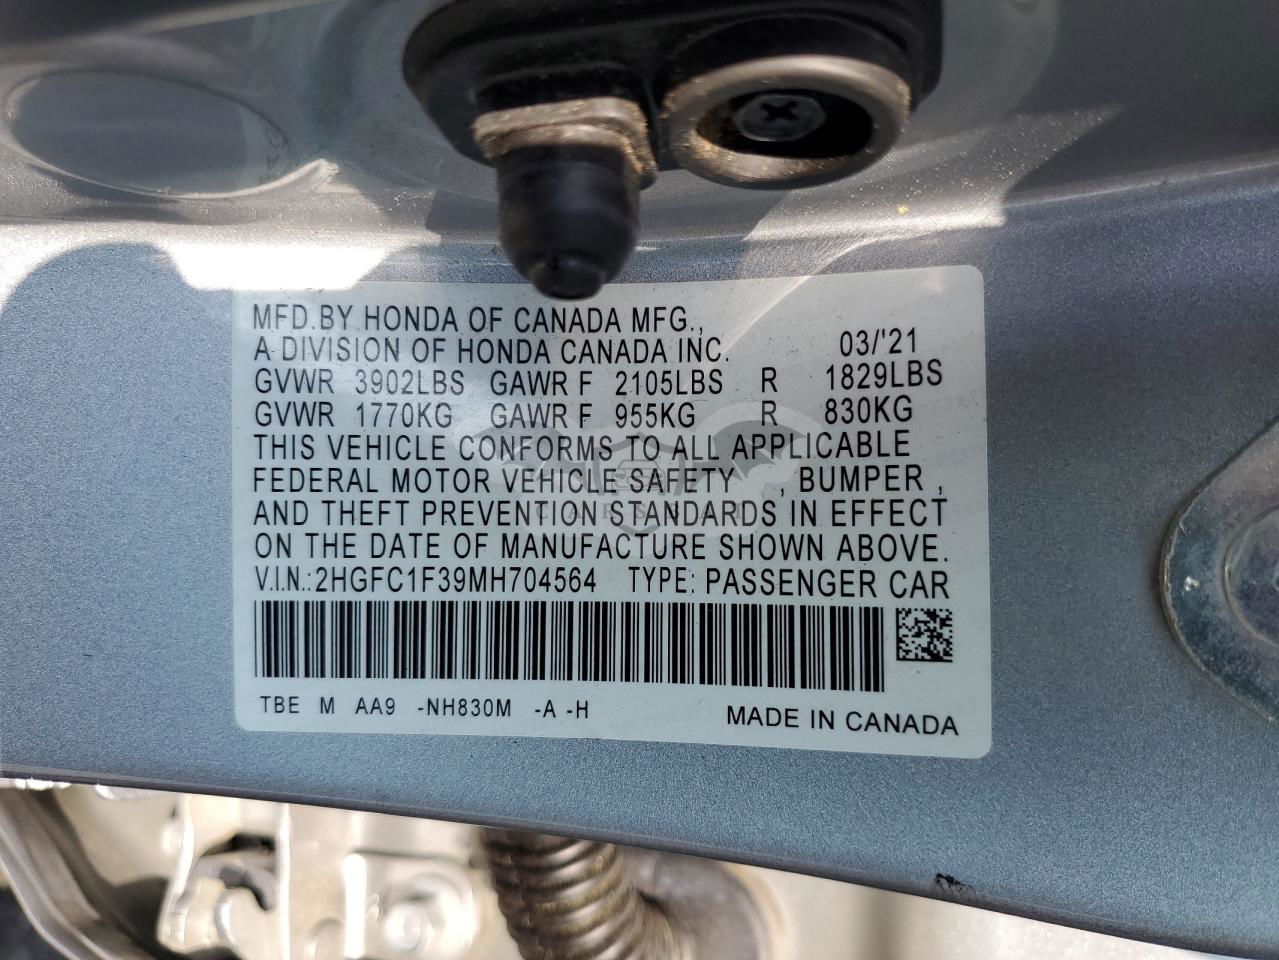 MFD.BY HONDA OF CANADA MFG.,
A DIVISION OF HONDA CANADA INC. 03/'21
GVWR 3902LBS GAWR F 2105LBS R 1829LBS
GVWR 1770KG GAWR F 955KG R 830KG
THIS VEHICLE CONFORMS TO ALL APPLICABLE
FEDERAL MOTOR VEHICLE SAFETY , BUMPER ,
AND THEFT PREVENTION STANDARDS IN EFFECT
ON THE DATE OF MANUFACTURE SHOWN ABOVE.
V.I.N.:2HGFC1F39MH704564 TYPE: PASSENGER CAR
TBE M AA9 -NH830M -A -H MADE IN CANADA